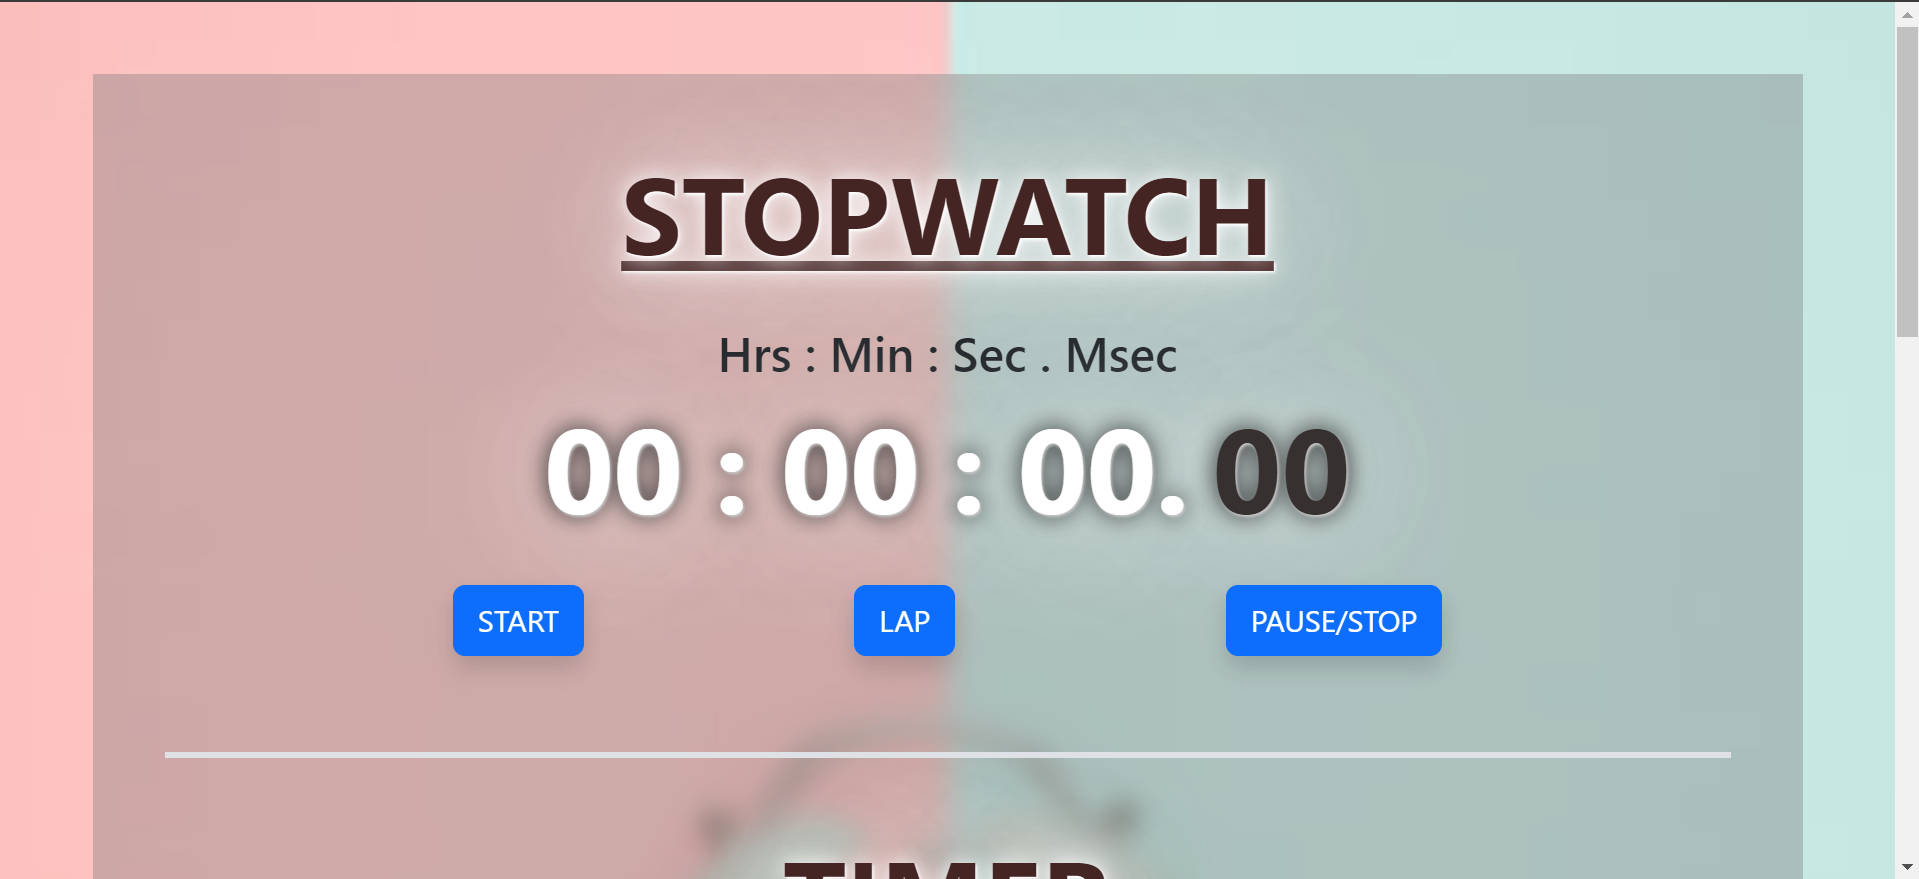 STOPWATCH
Hrs : Min : Sec . Msec
00 : 00 : 00. 00
START LAP PAUSE/STOP
TIMER